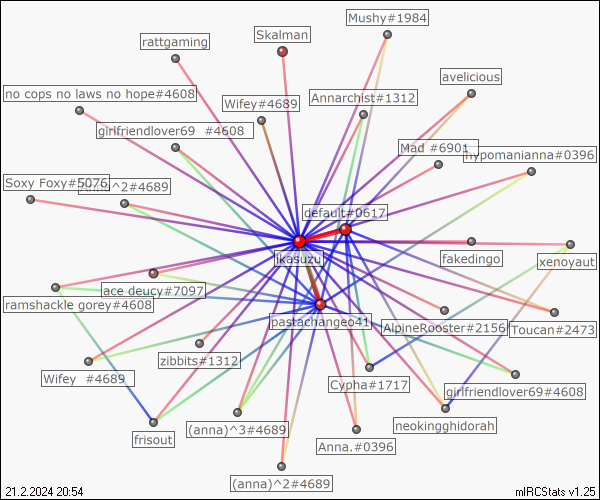 Mushy#1984
Skalman
rattgaming
avelicious
no cops no laws no hope#4608
Annarchist#1312
Wifey#4689
girlfriendlover69 #4608
Mad #6901
hypomanianna#0396
Soxy Foxy#5076
^2#4689
default#0617
jkasuzu
fakedingo
xenoyaut
ace deucy#7097
ramshackle gorey#4608
pastachangeo41
AlpineRooster#2156
Toucan#2473
zibbits#1312
Wifey #4689
Cypha#1717
girlfriendlover69#4608
neokingghidorah
(anna)^3#4689
frisout
Anna.#0396
(anna)^2#4689
21.2.2024 20:54
mIRCStats v1.25